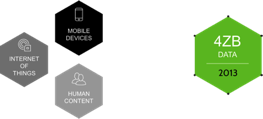 MOBILE
DEVICES
INTERNET
OF
THINGS
HUMAN
CONTENT
4ZB
DATA
2013